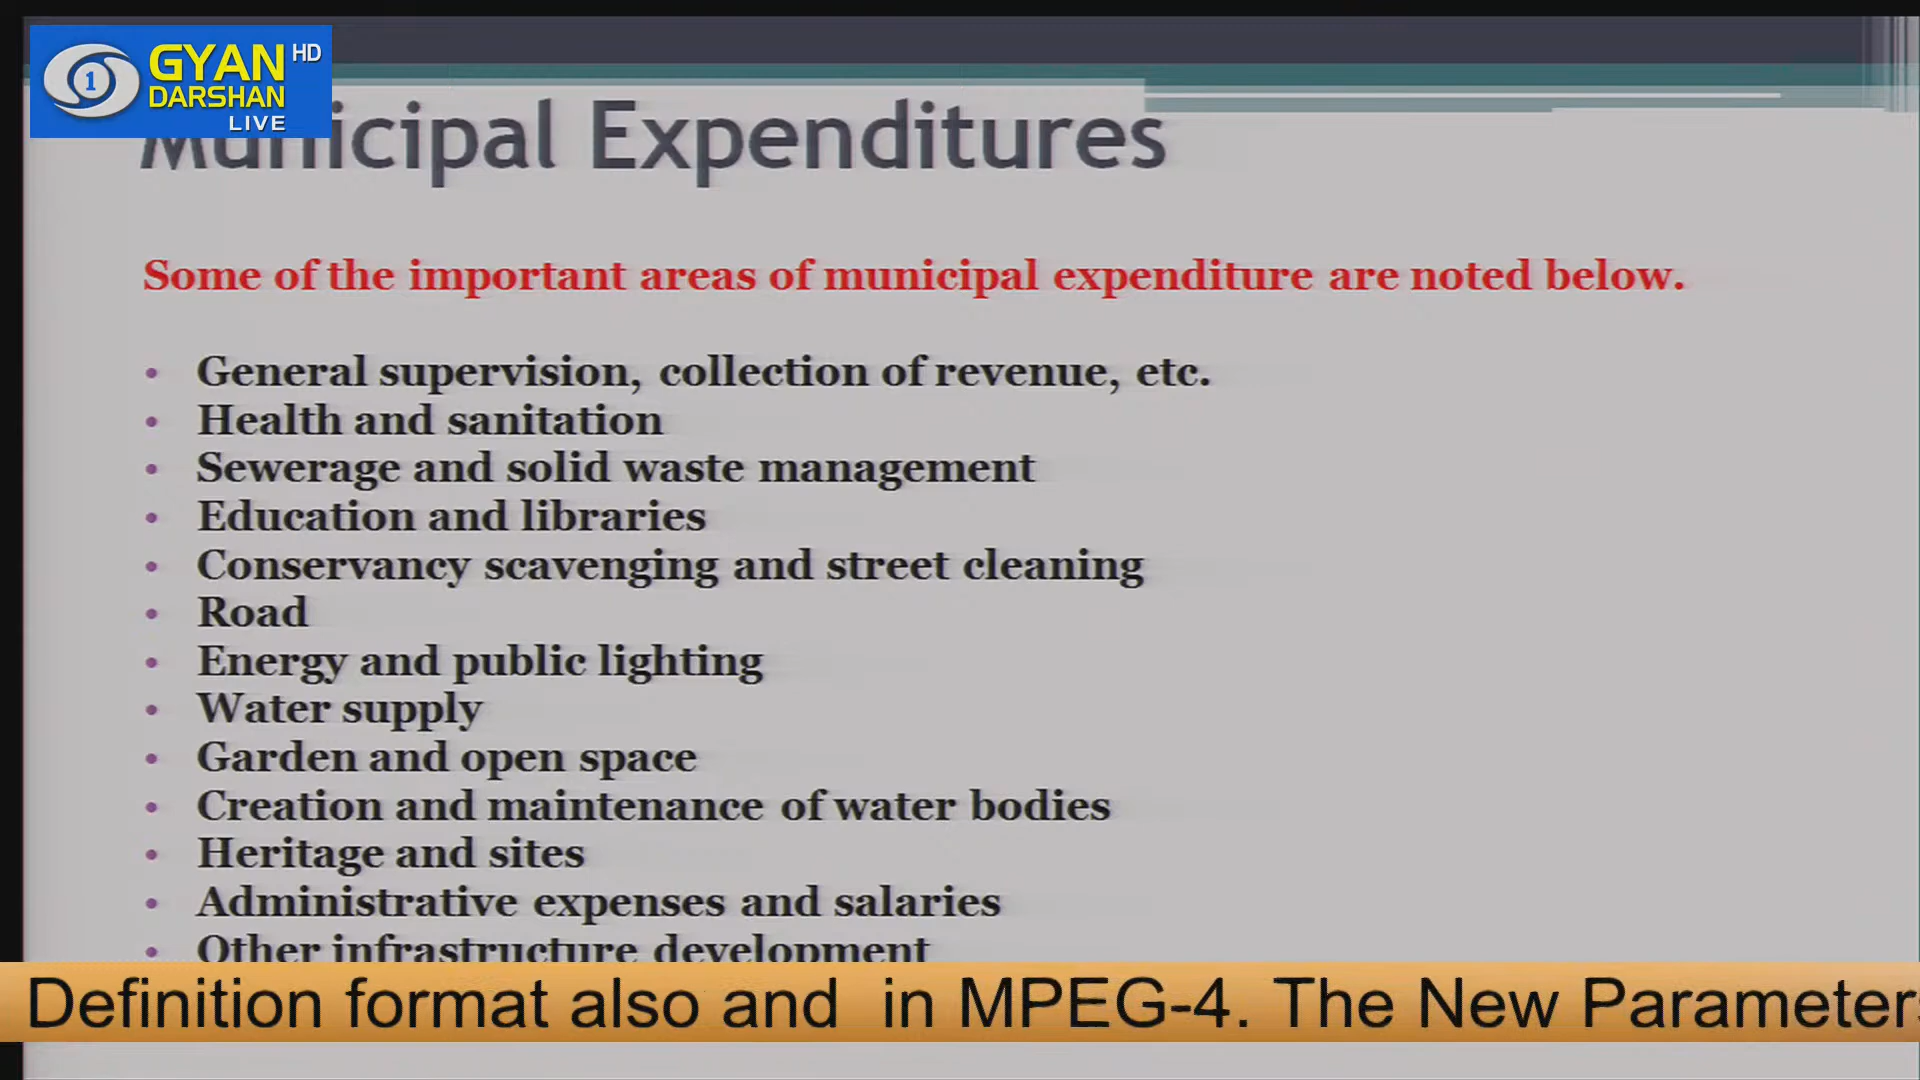 GYAN HD
DARSHAN
LIVE
Municipal Expenditures
Some of the important areas of municipal expenditure are noted below.
• General supervision, collection of revenue, etc.
• Health and sanitation
• Sewerage and solid waste management
• Education and libraries
• Conservancy scavenging and street cleaning
• Road
• Energy and public lighting
• Water supply
• Garden and open space
• Creation and maintenance of water bodies
• Heritage and sites
• Administrative expenses and salaries
• Other infrastructure development
Definition format also and in MPEG-4. The New Parameters